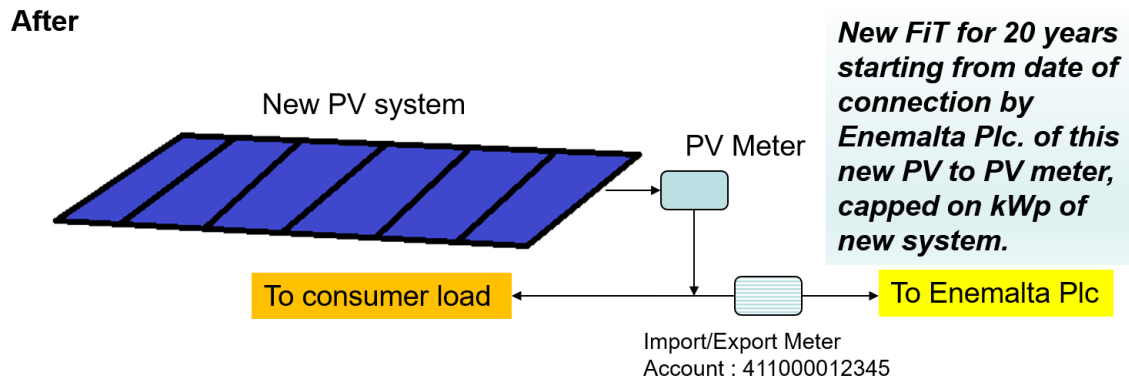 After
New FiT for 20 years
starting from date of
connection by
Enemalta Plc. of this
new PV to PV meter,
capped on kWp of
new system.
New PV system
PV Meter
To consumer load
To Enemalta Plc
Import/Export Meter
Account : 411000012345